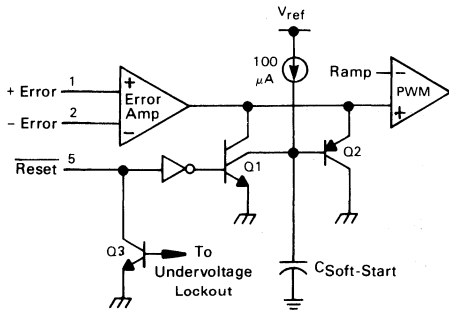 Vref
100
μA
Ramp
−
PWM
+
+ Error 1
+
Error
Amp
− Error 2
−
Reset 5
Q1
Q2
Q3
To
Undervoltage
Lockout
CSoft-Start